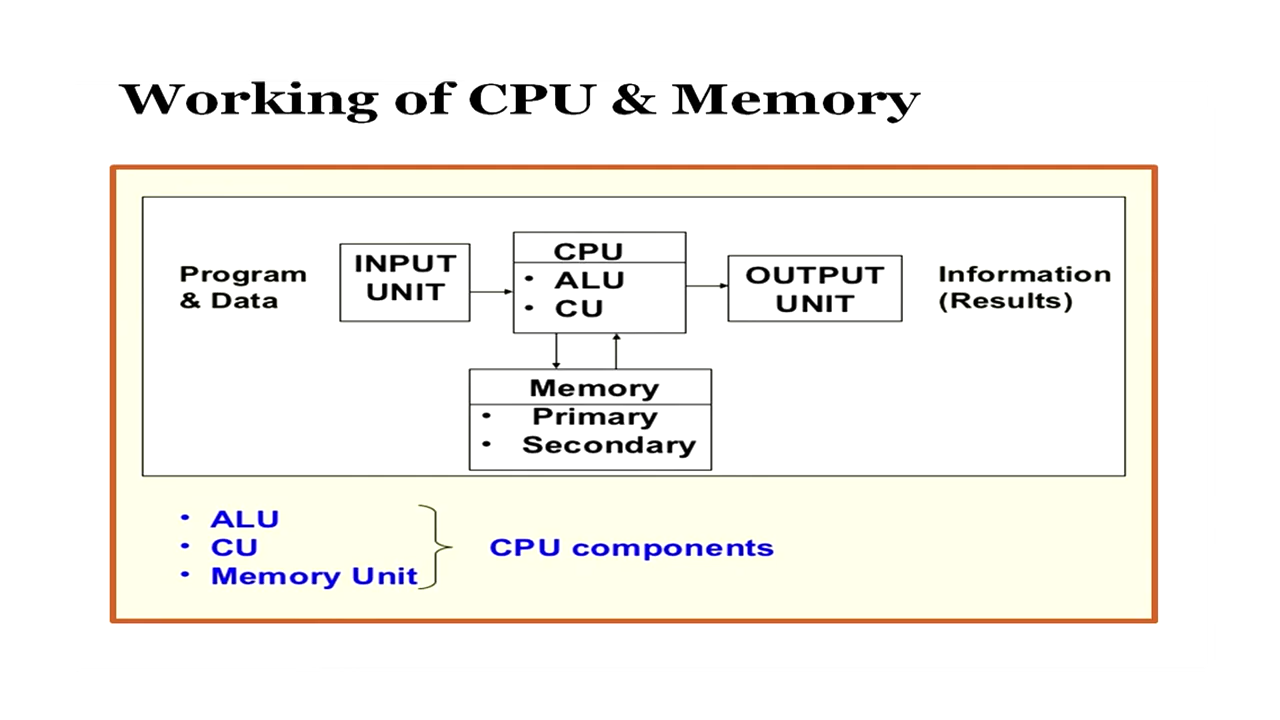 Working of CPU & Memory
Program
& Data
INPUT
UNIT
CPU
• ALU
• CU
OUTPUT
UNIT
Information
(Results)
Memory
• Primary
• Secondary
• ALU
• CU
• Memory Unit
CPU components